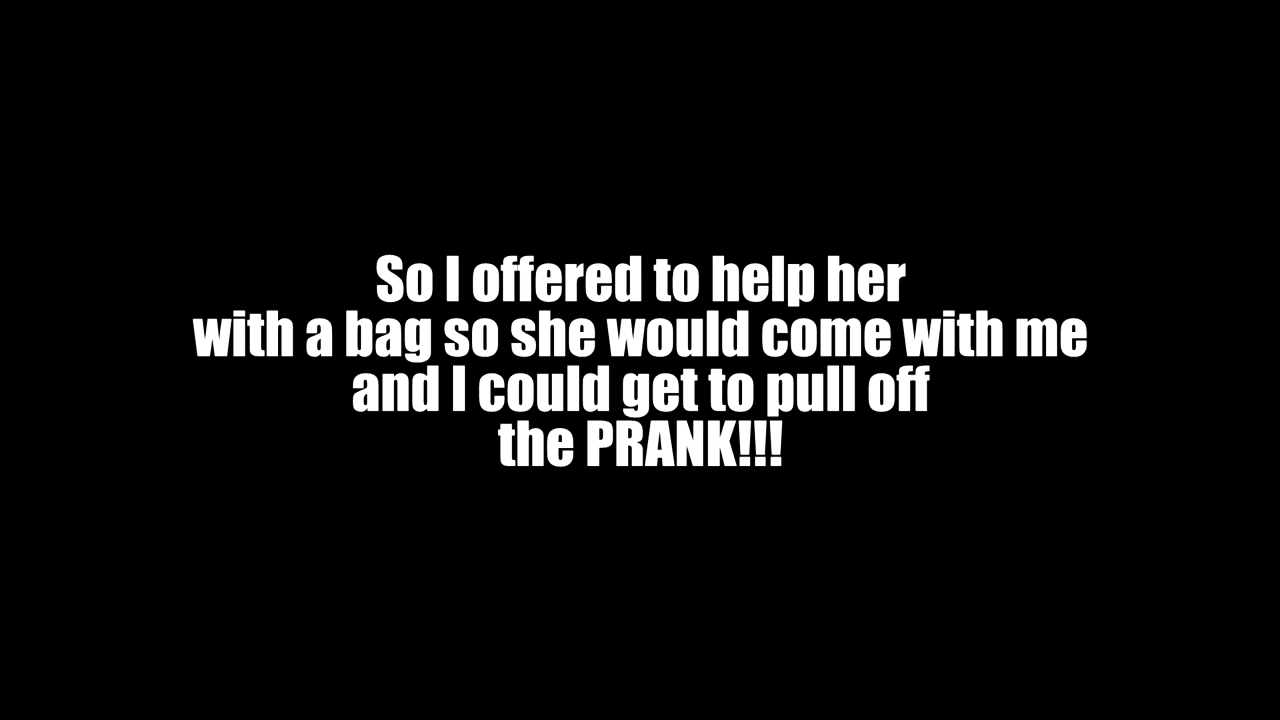 So I offered to help her
with a bag so she would come with me
and I could get to pull off
the PRANK!!!